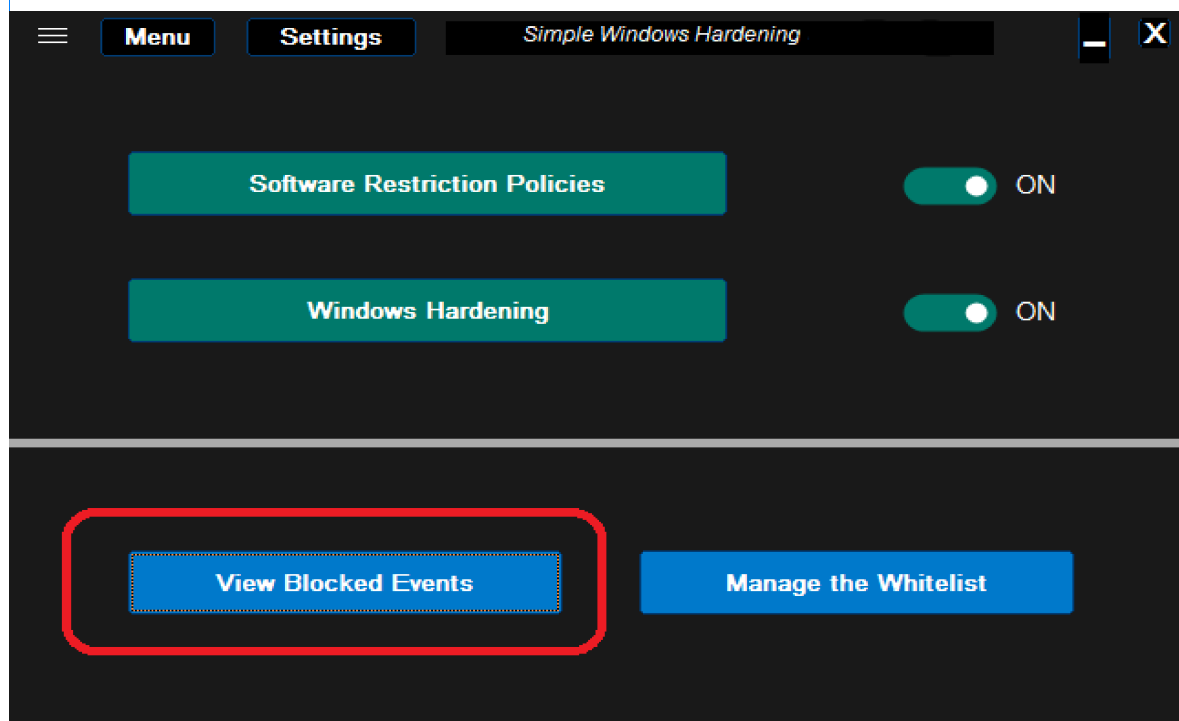 Menu Settings Simple Windows Hardening _ X
Software Restriction Policies ON
Windows Hardening ON
View Blocked Events Manage the Whitelist